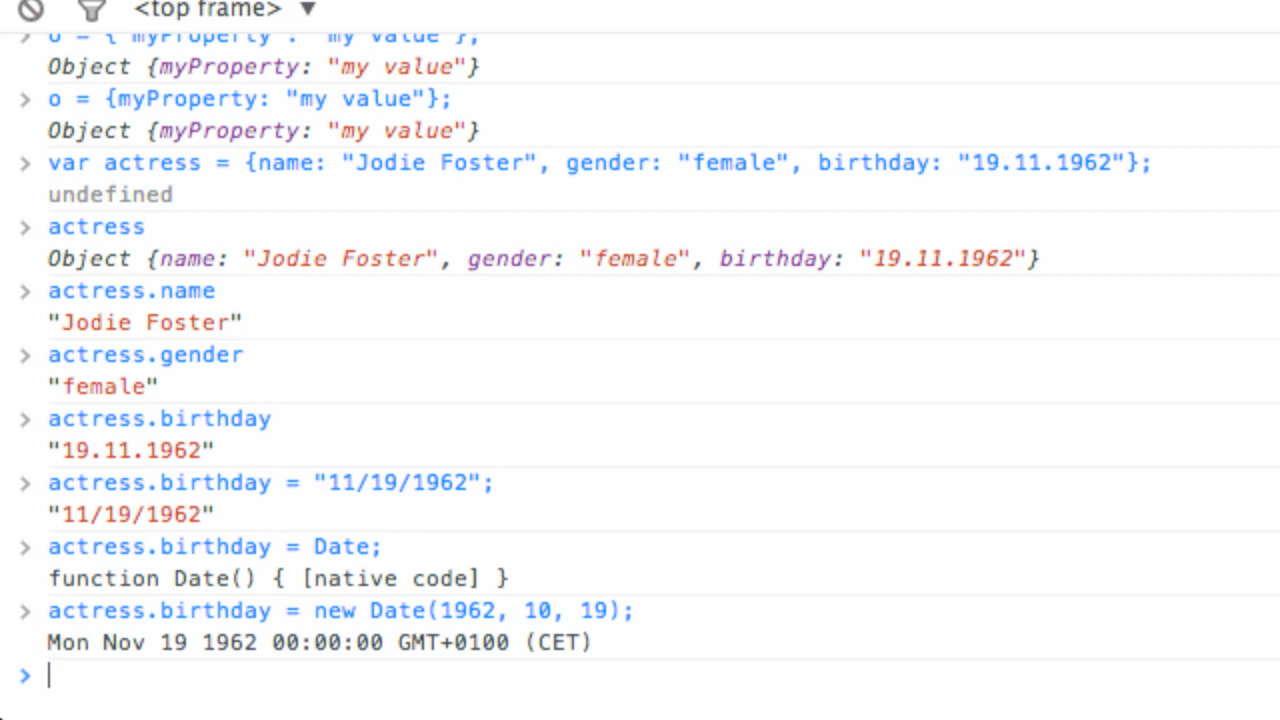 <top frame> ▼
> o = { "myProperty": "my value"};
Object {myProperty: "my value"}
> o = {myProperty: "my value"};
Object {myProperty: "my value"}
> var actress = {name: "Jodie Foster", gender: "female", birthday: "19.11.1962"};
undefined
> actress
Object {name: "Jodie Foster", gender: "female", birthday: "19.11.1962"}
> actress.name
"Jodie Foster"
> actress.gender
"female"
> actress.birthday
"19.11.1962"
> actress.birthday = "11/19/1962";
"11/19/1962"
> actress.birthday = Date;
function Date() { [native code] }
> actress.birthday = new Date(1962, 10, 19);
Mon Nov 19 1962 00:00:00 GMT+0100 (CET)
>